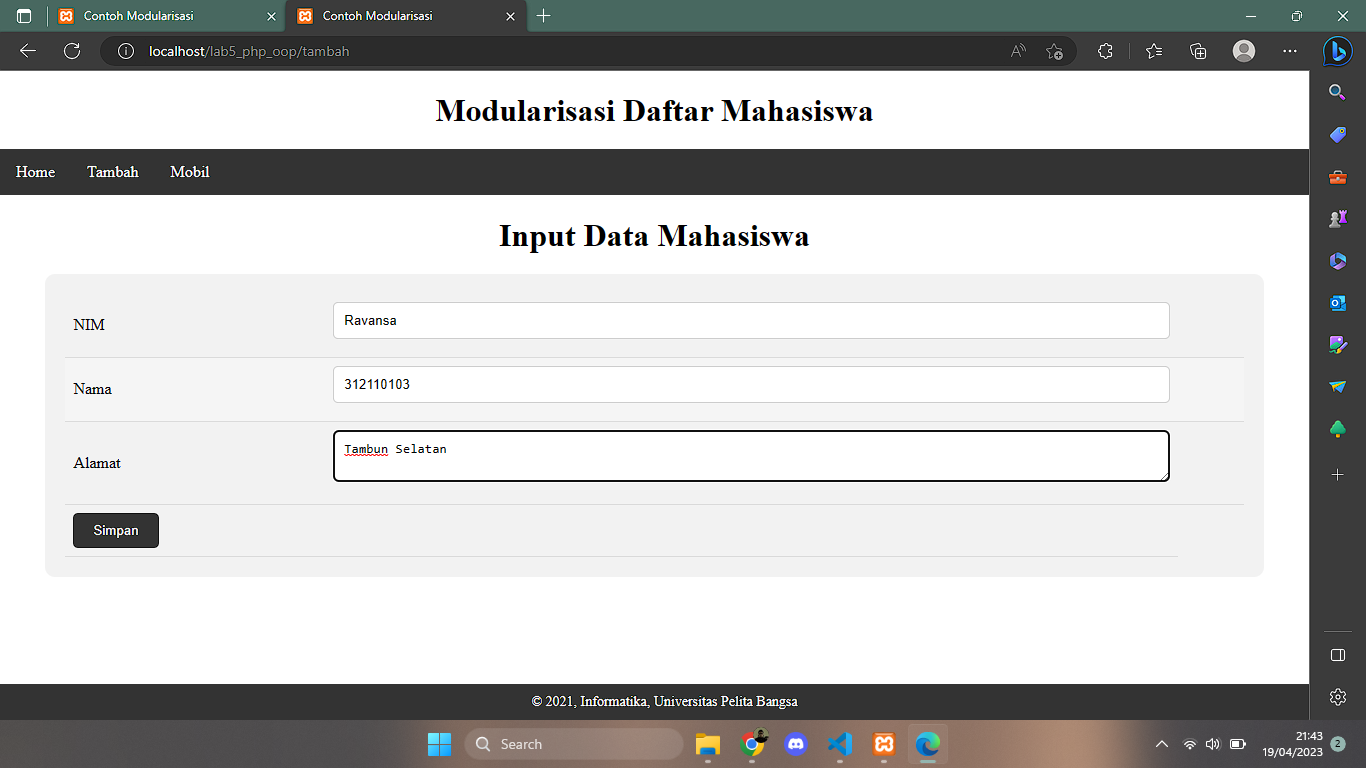 Contoh Modularisasi
Contoh Modularisasi
localhost/lab5_php_oop/tambah
Modularisasi Daftar Mahasiswa
Home Tambah Mobil
Input Data Mahasiswa
NIM Ravansa
Nama 312110103
Alamat Tambun Selatan
Simpan
© 2021, Informatika, Universitas Pelita Bangsa
Search
21:43
19/04/2023
2